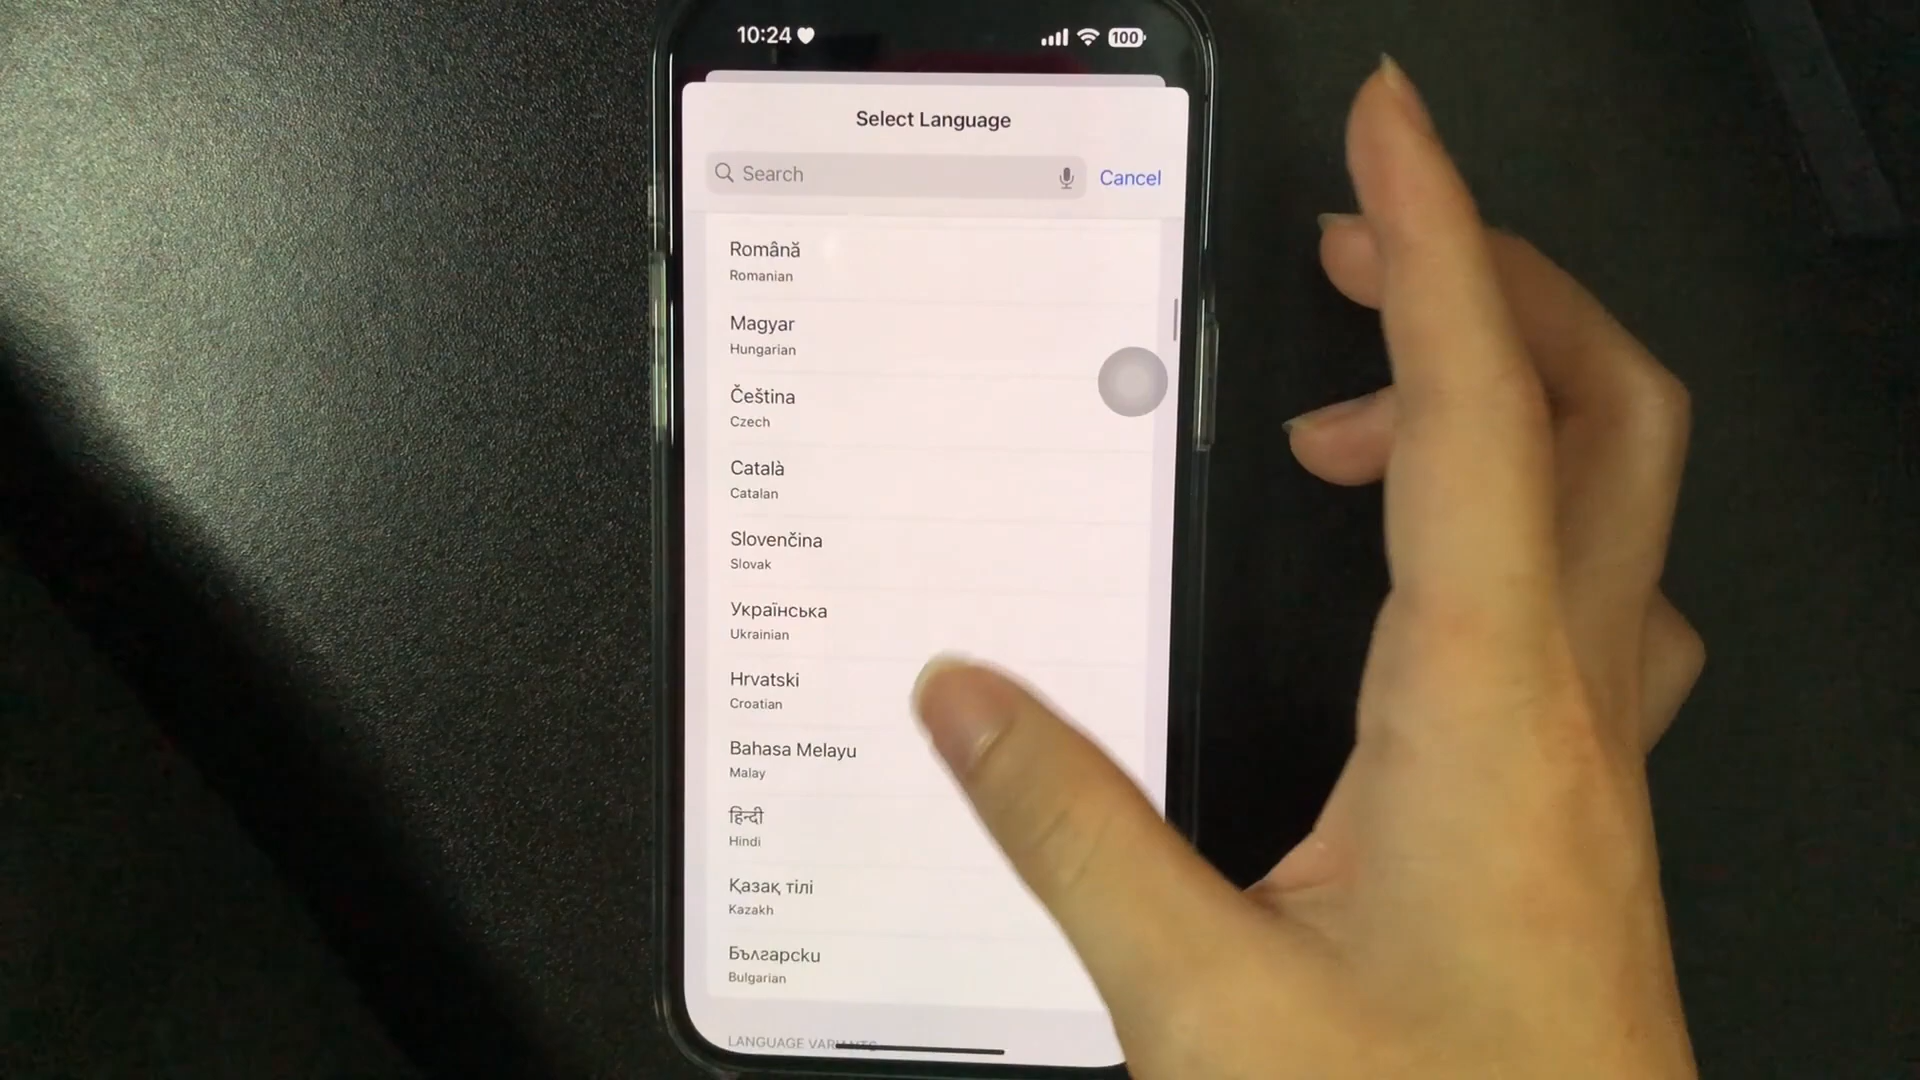 10:24
100
Select Language
Search
Cancel
Română
Romanian
Magyar
Hungarian
Čeština
Czech
Català
Catalan
Slovenčina
Slovak
Українська
Ukrainian
Hrvatski
Croatian
Bahasa Melayu
Malay
हिन्दी
Hindi
Қазақ тілі
Kazakh
Български
Bulgarian
LANGUAGE